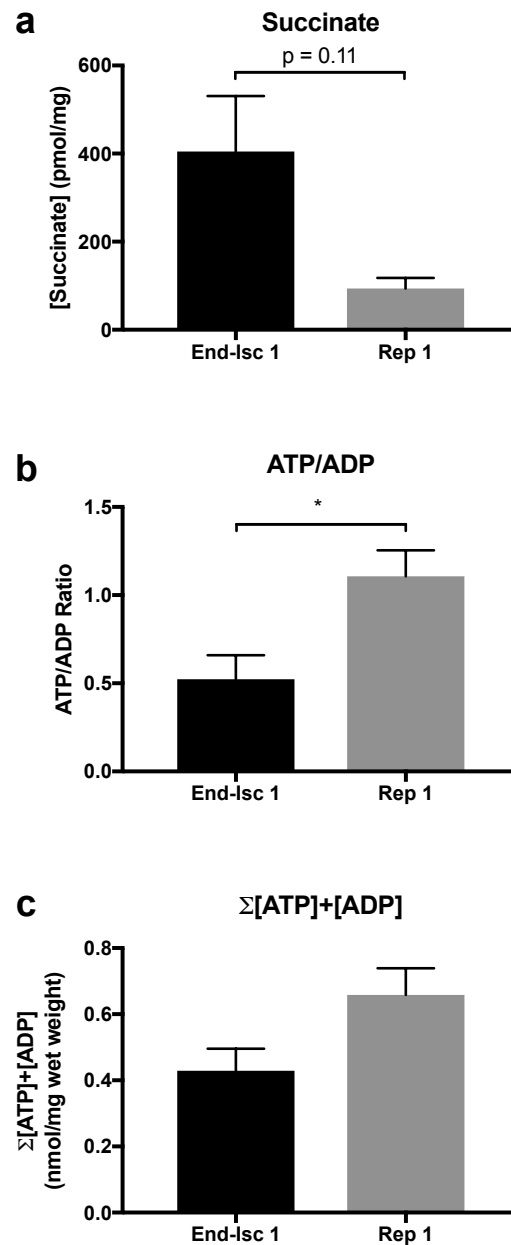 a
Succinate
p = 0.11
[Succinate] (pmol/mg)
600
400
200
0
End-Isc 1 Rep 1
b
ATP/ADP
*
ATP/ADP Ratio
1.5
1.0
0.5
0.0
End-Isc 1 Rep 1
c
Σ[ATP]+[ADP]
Σ[ATP]+[ADP]
(nmol/mg wet weight)
0.8
0.6
0.4
0.2
0.0
End-Isc 1 Rep 1